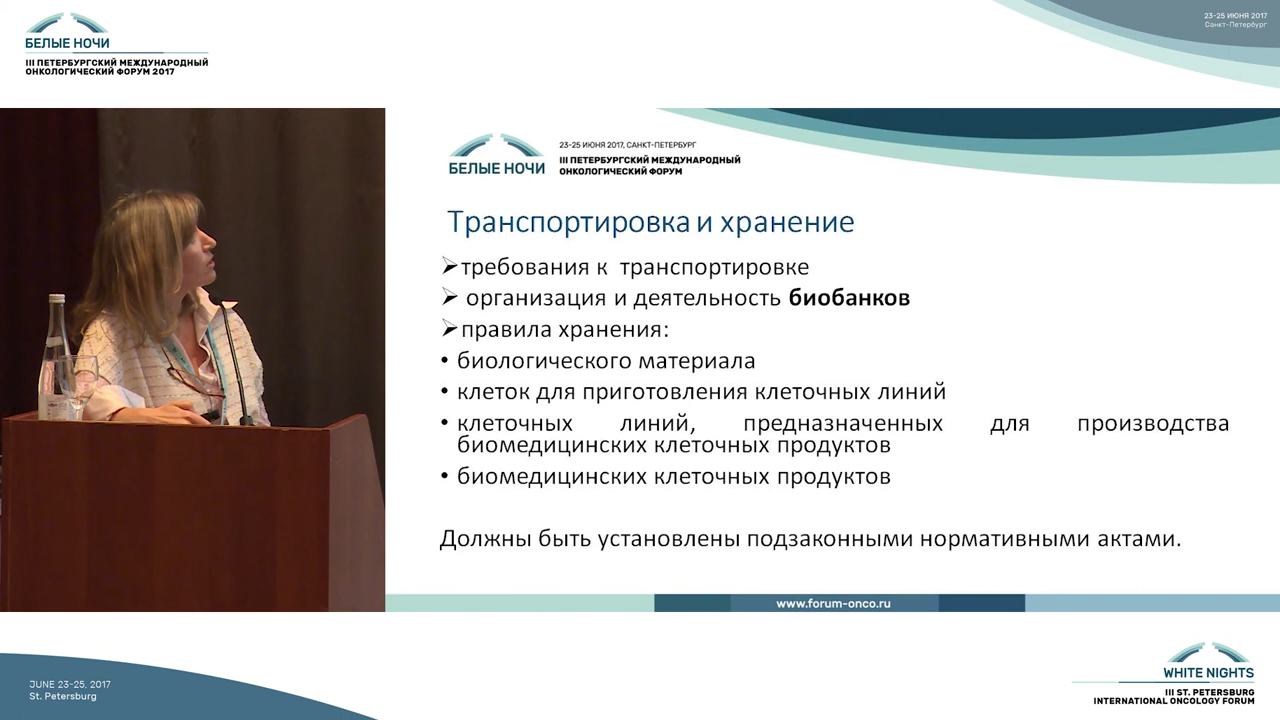 БЕЛЫЕ НОЧИ
III ПЕТЕРБУРГСКИЙ МЕЖДУНАРОДНЫЙ
ОНКОЛОГИЧЕСКИЙ ФОРУМ 2017
23-25 ИЮНЯ 2017
Санкт-Петербург
БЕЛЫЕ НОЧИ
23-25 ИЮНЯ 2017, САНКТ-ПЕТЕРБУРГ
III ПЕТЕРБУРГСКИЙ МЕЖДУНАРОДНЫЙ
ОНКОЛОГИЧЕСКИЙ ФОРУМ
Транспортировка и хранение
➢требования к транспортировке
➢ организация и деятельность биобанков
➢правила хранения:
• биологического материала
• клеток для приготовления клеточных линий
• клеточных линий, предназначенных для производства
биомедицинских клеточных продуктов
• биомедицинских клеточных продуктов
Должны быть установлены подзаконными нормативными актами.
www.forum-onco.ru
JUNE 23-25, 2017
St. Petersburg
WHITE NIGHTS
III ST. PETERSBURG
INTERNATIONAL ONCOLOGY FORUM